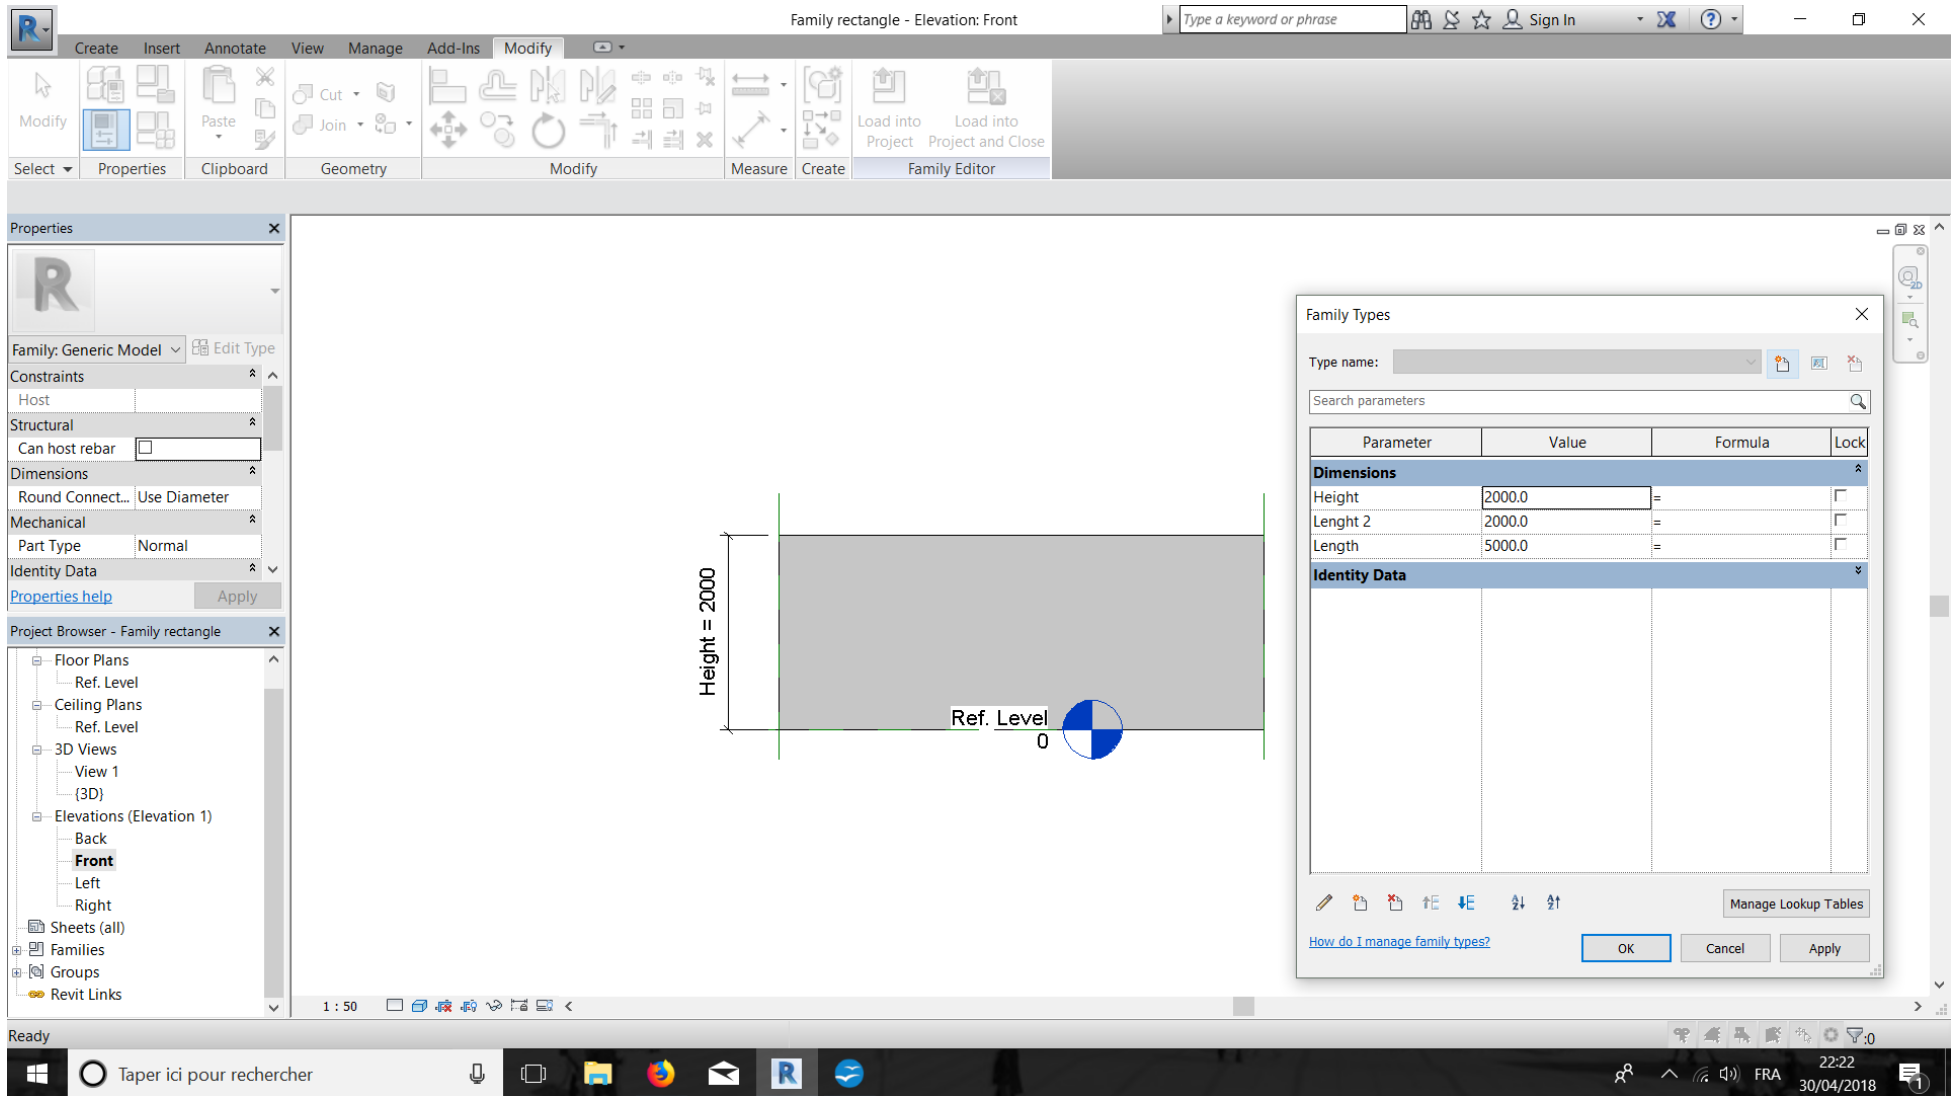 Family rectangle - Elevation: Front
Type a keyword or phrase
Sign In
Create Insert Annotate View Manage Add-Ins Modify
Modify
Paste
Cut
Join
Load into Project
Load into Project and Close
Select Properties Clipboard Geometry Modify Measure Create Family Editor
Properties
R
Family: Generic Model
Edit Type
Constraints
Host
Structural
Can host rebar
Dimensions
Round Connect... Use Diameter
Mechanical
Part Type Normal
Identity Data
Properties help
Apply
Project Browser - Family rectangle
Floor Plans
Ref. Level
Ceiling Plans
Ref. Level
3D Views
View 1
{3D}
Elevations (Elevation 1)
Back
Front
Left
Right
Sheets (all)
Families
Groups
Revit Links
Height = 2000
Ref. Level
0
2D
Family Types
Type name:
Search parameters
Parameter Value Formula Lock
Dimensions
Height 2000.0 =
Lenght 2 2000.0 =
Length 5000.0 =
Identity Data
Manage Lookup Tables
How do I manage family types?
OK Cancel Apply
1 : 50
Ready
:0
Taper ici pour rechercher
R
FRA
22:22
30/04/2018
1